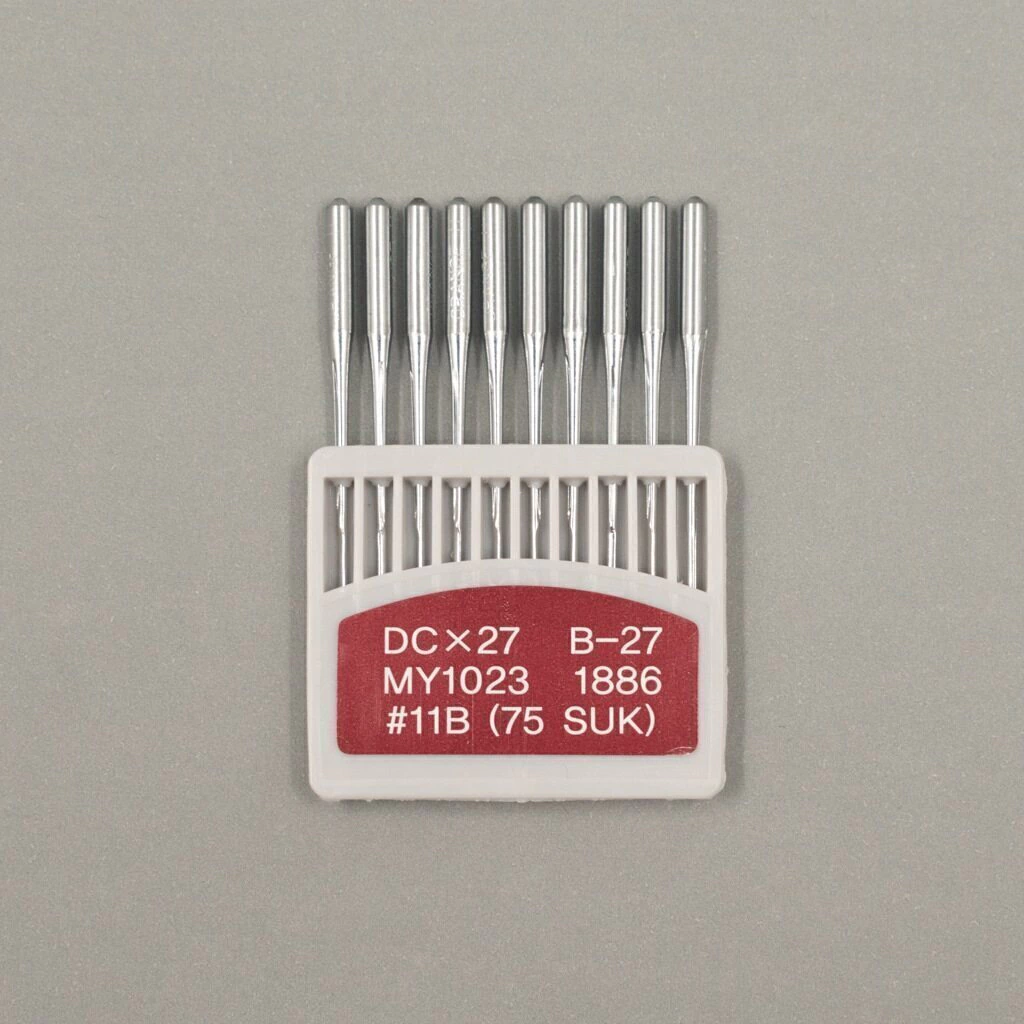 DC×27 B–27
MY1023 1886
#11B (75 SUK)